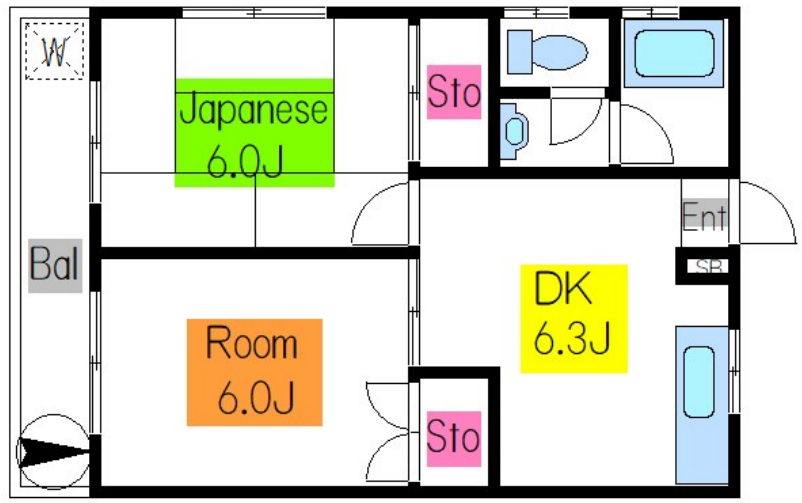 W
Japanese
6.0J
Sto
Ent
Bal
SB
DK
6.3J
Room
6.0J
Sto